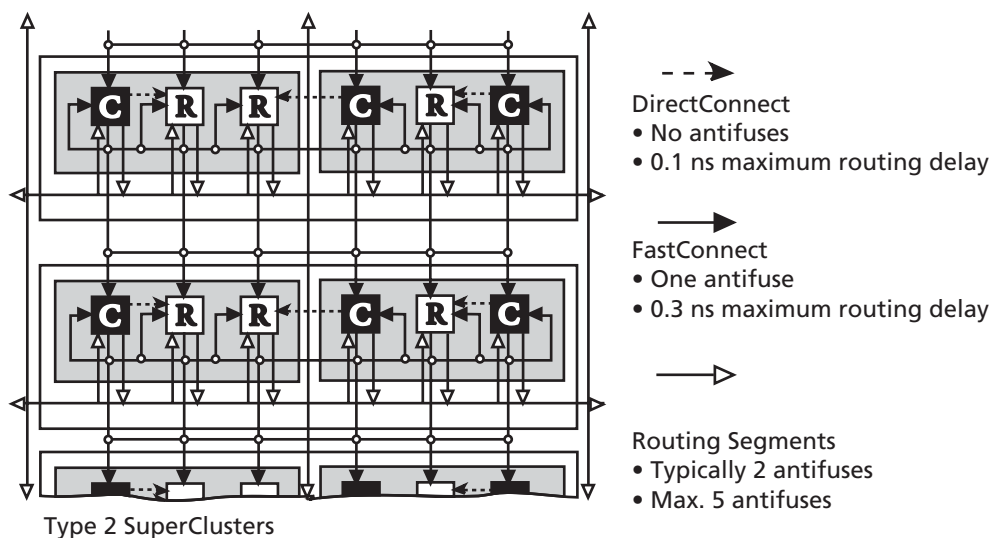 C R R C R C
C R R C R C
Type 2 SuperClusters
DirectConnect
• No antifuses
• 0.1 ns maximum routing delay
FastConnect
• One antifuse
• 0.3 ns maximum routing delay
Routing Segments
• Typically 2 antifuses
• Max. 5 antifuses